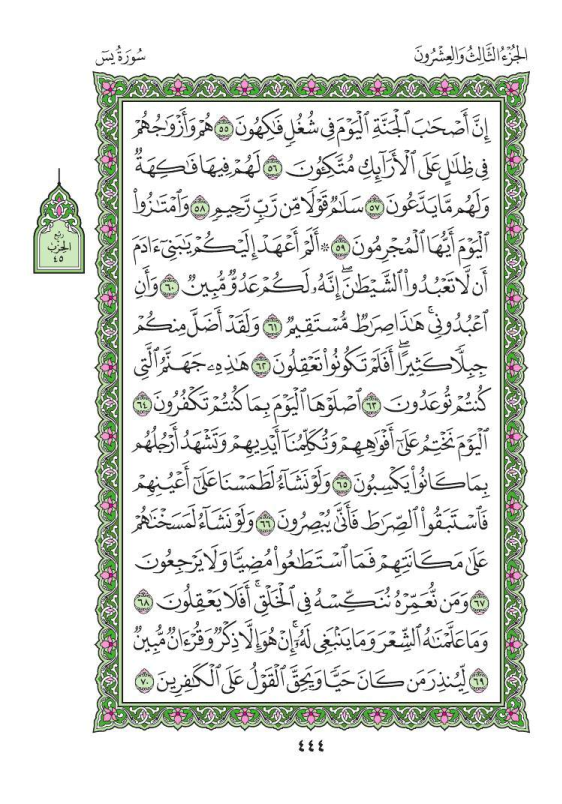 الجُزْءُ الثَّالِثُ وَالعِشْرُونَ
سُورَةُ يسٓ
إِنَّ أَصْحَٰبَ ٱلْجَنَّةِ ٱلْيَوْمَ فِى شُغُلٍ فَٰكِهُونَ ٥٥ هُمْ وَأَزْوَٰجُهُمْ
فِى ظِلَٰلٍ عَلَى ٱلْأَرَآئِكِ مُتَّكِـُٔونَ ٥٦ لَهُمْ فِيهَا فَٰكِهَةٌ
وَلَهُم مَّا يَدَّعُونَ ٥٧ سَلَٰمٌ قَوْلًا مِّن رَّبٍّ رَّحِيمٍ ٥٨ وَٱمْتَٰزُوا۟
ٱلْيَوْمَ أَيُّهَا ٱلْمُجْرِمُونَ ٥٩ ۞ أَلَمْ أَعْهَدْ إِلَيْكُمْ يَٰبَنِىٓ ءَادَمَ
أَن لَّا تَعْبُدُوا۟ ٱلشَّيْطَٰنَ ۖ إِنَّهُۥ لَكُمْ عَدُوٌّ مُّبِينٌ ٦٠ وَأَنِ
ٱعْبُدُونِى ۚ هَٰذَا صِرَٰطٌ مُّسْتَقِيمٌ ٦١ وَلَقَدْ أَضَلَّ مِنكُمْ
جِبِلًّا كَثِيرًا ۖ أَفَلَمْ تَكُونُوا۟ تَعْقِلُونَ ٦٢ هَٰذِهِۦ جَهَنَّمُ ٱلَّتِى
كُنتُمْ تُوعَدُونَ ٦٣ ٱصْلَوْهَا ٱلْيَوْمَ بِمَا كُنتُمْ تَكْفُرُونَ ٦٤
ٱلْيَوْمَ نَخْتِمُ عَلَىٰٓ أَفْوَٰهِهِمْ وَتُكَلِّمُنَآ أَيْدِيهِمْ وَتَشْهَدُ أَرْجُلُهُم
بِمَا كَانُوا۟ يَكْسِبُونَ ٦٥ وَلَوْ نَشَآءُ لَطَمَسْنَا عَلَىٰٓ أَعْيُنِهِمْ
فَٱسْتَبَقُوا۟ ٱلصِّرَٰطَ فَأَنَّىٰ يُبْصِرُونَ ٦٦ وَلَوْ نَشَآءُ لَمَسَخْنَٰهُمْ
عَلَىٰ مَكَانَتِهِمْ فَمَا ٱسْتَطَٰعُوا۟ مُضِيًّا وَلَا يَرْجِعُونَ
٦٧ وَمَن نُّعَمِّرْهُ نُنَكِّسْهُ فِى ٱلْخَلْقِ ۖ أَفَلَا يَعْقِلُونَ ٦٨
وَمَا عَلَّمْنَٰهُ ٱلشِّعْرَ وَمَا يَنۢبَغِى لَهُۥٓ ۚ إِنْ هُوَ إِلَّا ذِكْرٌ وَقُرْءَانٌ مُّبِينٌ
٦٩ لِّيُنذِرَ مَن كَانَ حَيًّا وَيَحِقَّ ٱلْقَوْلُ عَلَى ٱلْكَٰفِرِينَ ٧٠
ربع
الحزب
٤٥
٤٤٤